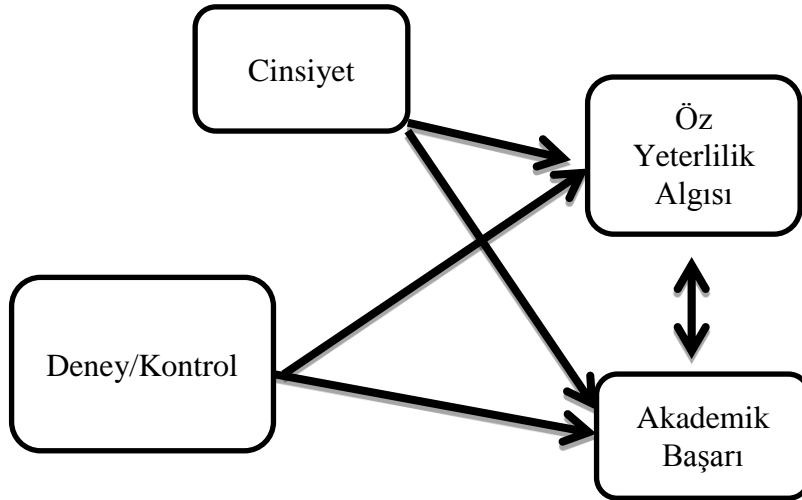 Cinsiyet
Öz
Yeterlilik
Algısı
Deney/Kontrol
Akademik
Başarı